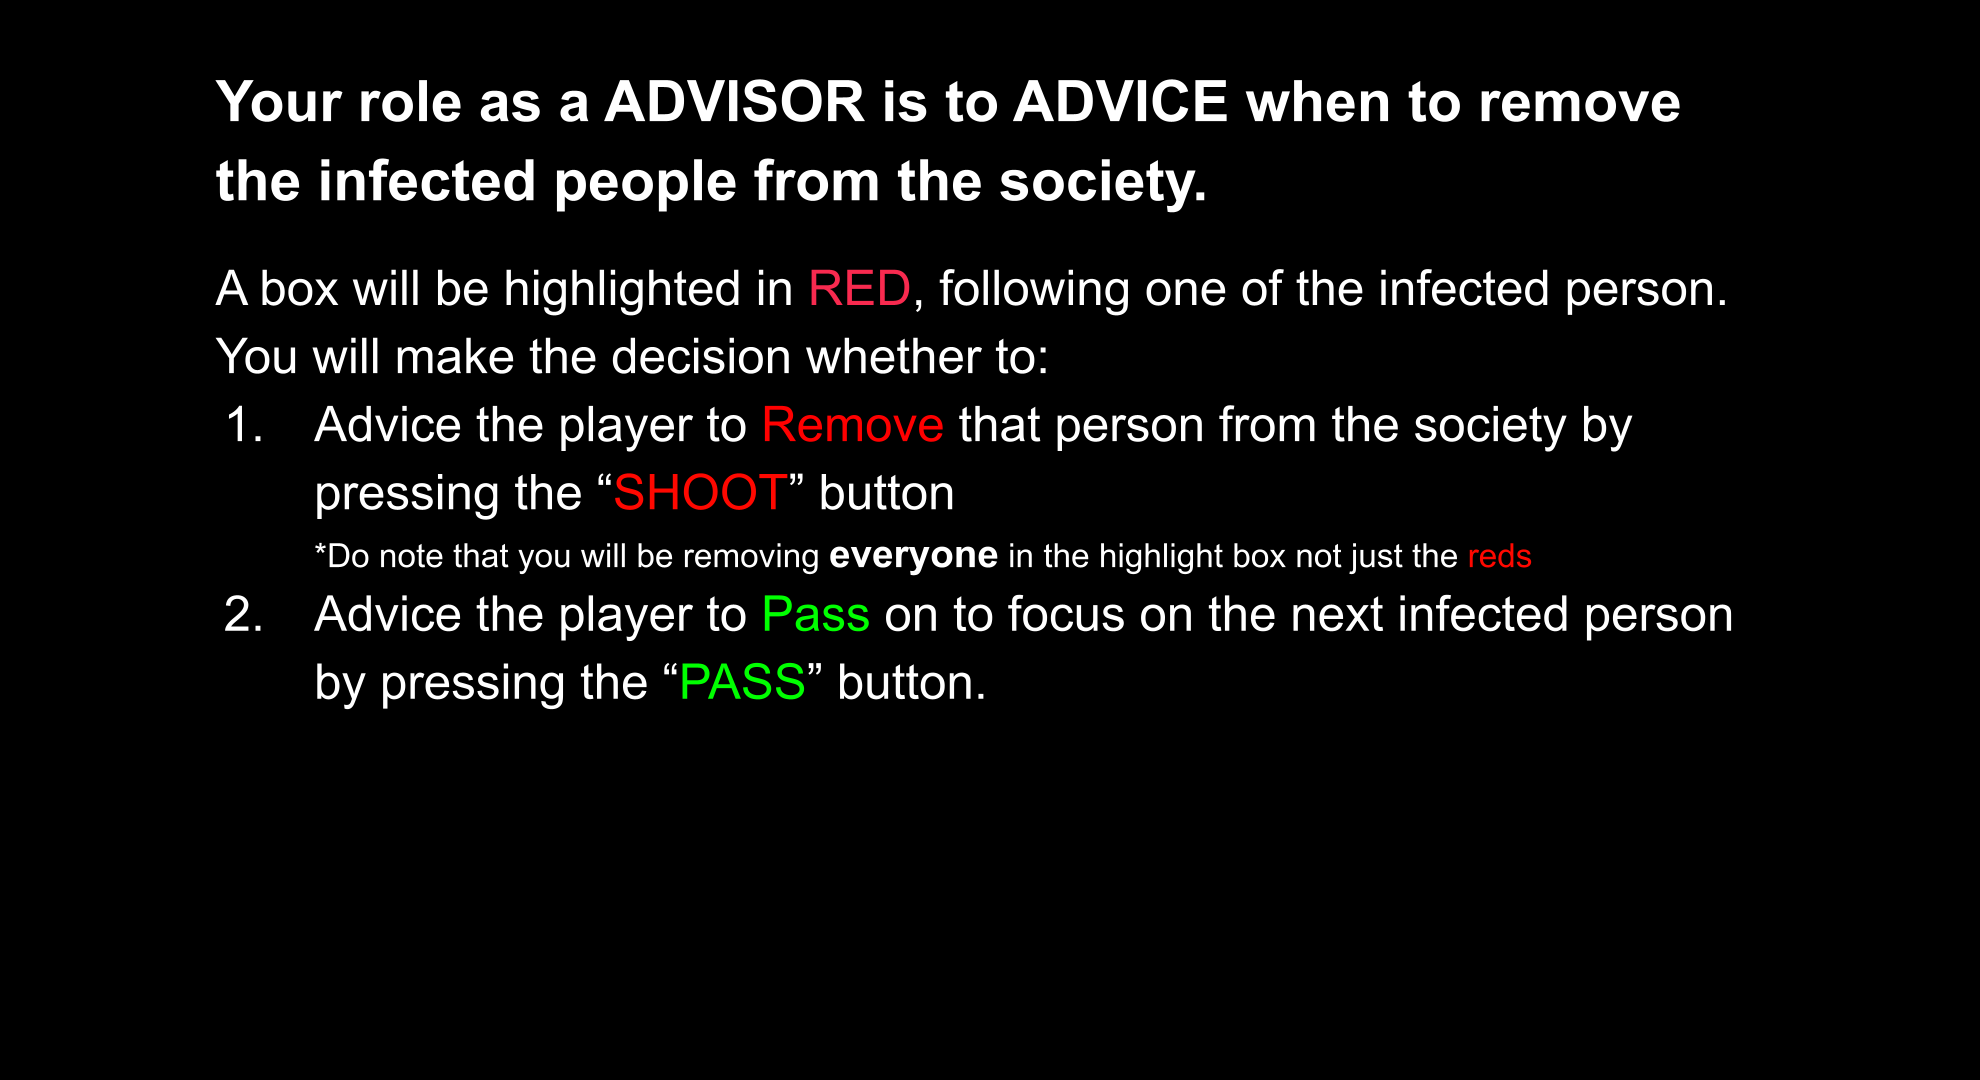 Your role as a ADVISOR is to ADVICE when to remove
the infected people from the society.
A box will be highlighted in RED, following one of the infected person.
You will make the decision whether to:
1. Advice the player to Remove that person from the society by
pressing the “SHOOT” button
*Do note that you will be removing everyone in the highlight box not just the reds
2. Advice the player to Pass on to focus on the next infected person
by pressing the “PASS” button.